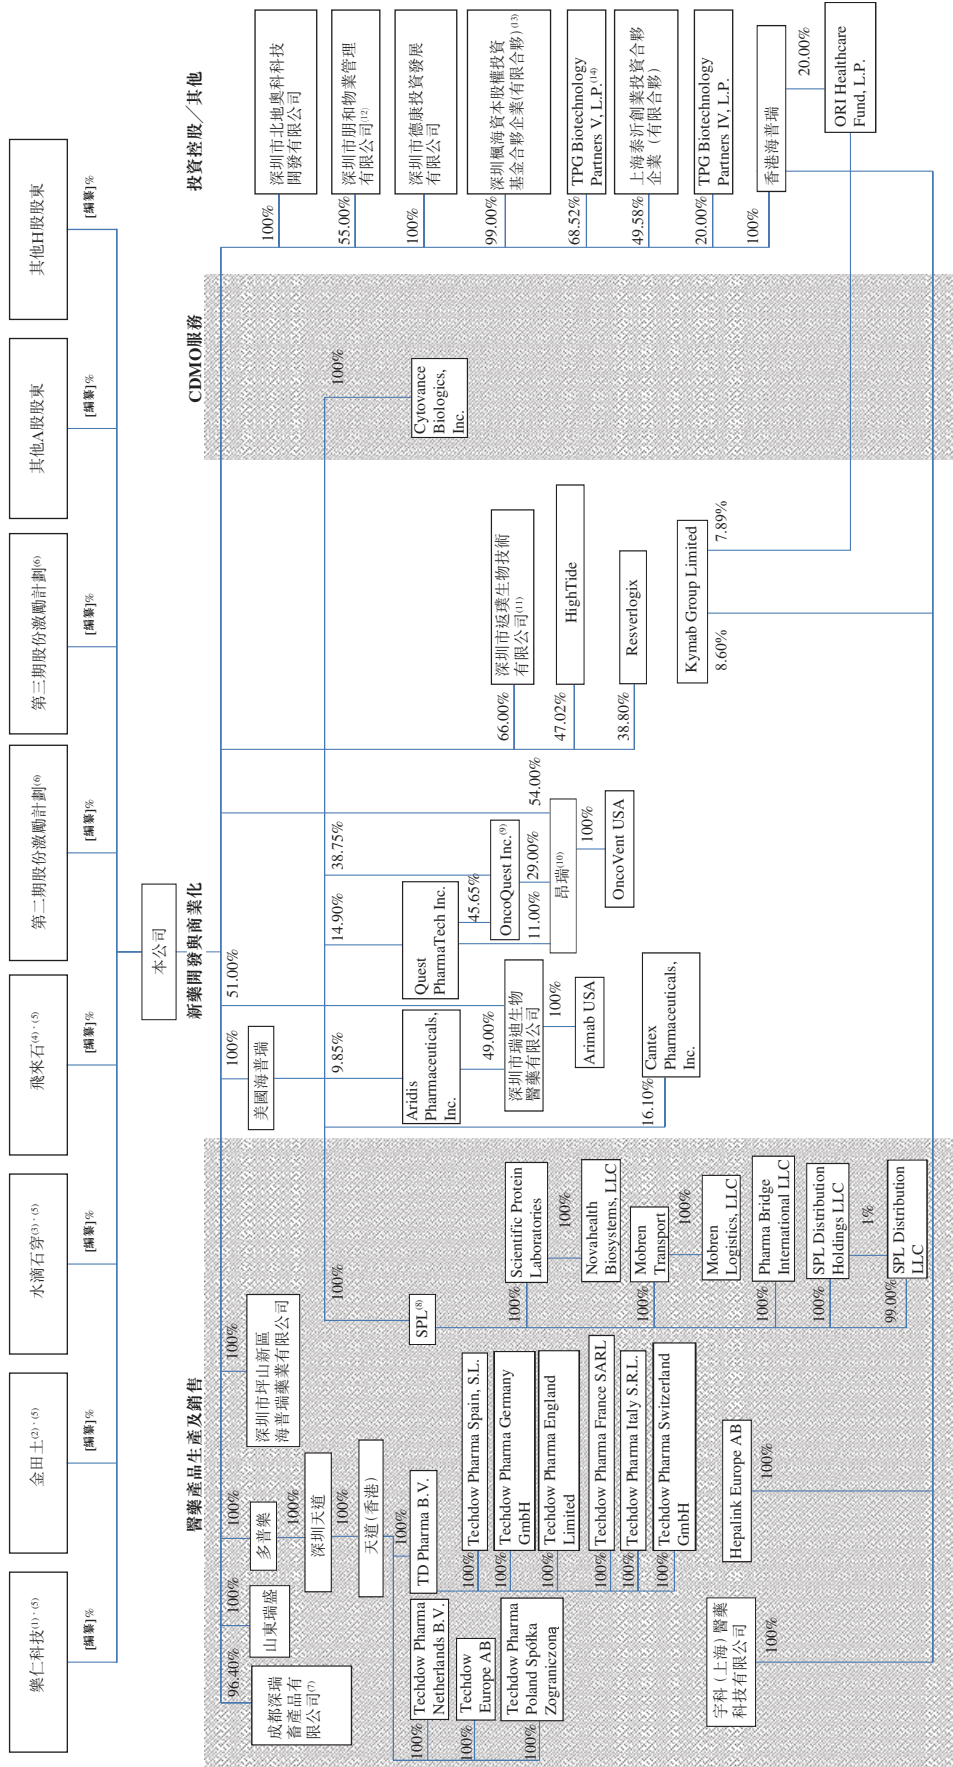 樂仁科技(1)、(5)
金田土(2)、(5)
水滴石穿(3)、(5)
飛來石(4)、(5)
第二期股份激勵計劃(6)
第三期股份激勵計劃(6)
其他A股股東
其他H股股東
[編纂]%
[編纂]%
[編纂]%
[編纂]%
[編纂]%
[編纂]%
[編纂]%
[編纂]%
本公司
醫藥產品生產及銷售
新藥開發與商業化
CDMO服務
投資控股／其他
96.40%
成都深瑞
畜產品有
限公司(7)
100%
山東瑞盛
100%
多普樂
100%
深圳天道
100%
天道(香港)
100%
TD Pharma B.V.
100%
Techdow Pharma
Netherlands B.V.
100%
Techdow
Europe AB
100%
Techdow Pharma
Poland Spółka
Zograniczoną
100%
Techdow Pharma Spain, S.L.
100%
Techdow Pharma Germany
GmbH
100%
Techdow Pharma England
Limited
100%
Techdow Pharma France SARL
100%
Techdow Pharma Italy S.R.L.
100%
Techdow Pharma Switzerland
GmbH
100%
深圳市坪山新區
海普瑞藥業有限公司
100%
SPL(8)
100%
Scientific Protein
Laboratories
100%
Novahealth
Biosystems, LLC
100%
Mobren
Transport
100%
Mobren
Logistics, LLC
100%
Pharma Bridge
International LLC
100%
SPL Distribution
Holdings LLC
1%
99.00%
SPL Distribution
LLC
Hepalink Europe AB
100%
宇科(上海)醫藥
科技有限公司
100%
100%
美國海普瑞
9.85%
Aridis
Pharmaceuticals,
Inc.
51.00%
49.00%
深圳市瑞迪生物
醫藥有限公司
100%
Arimab USA
16.10%
Cantex
Pharmaceuticals,
Inc.
14.90%
Quest
PharmaTech Inc.
38.75%
45.65%
OncoQuest Inc.(9)
11.00%
29.00%
54.00%
昂瑞(10)
100%
OncoVent USA
66.00%
深圳市返璞生物技術
有限公司(11)
47.02%
HighTide
38.80%
Resverlogix
Kymab Group Limited
8.60%
7.89%
100%
Cytovance
Biologics,
Inc.
100%
深圳市北地奧科科技
開發有限公司
55.00%
深圳市朋和物業管理
有限公司(12)
100%
深圳市德康投資發展
有限公司
99.00%
深圳楓海資本股權投資
基金合夥企業(有限合夥)(13)
68.52%
TPG Biotechnology
Partners V, L.P.(14)
49.58%
上海泰沂創業投資合夥
企業（有限合夥）
20.00%
TPG Biotechnology
Partners IV, L.P.
100%
香港海普瑞
20.00%
ORI Healthcare
Fund, L.P.